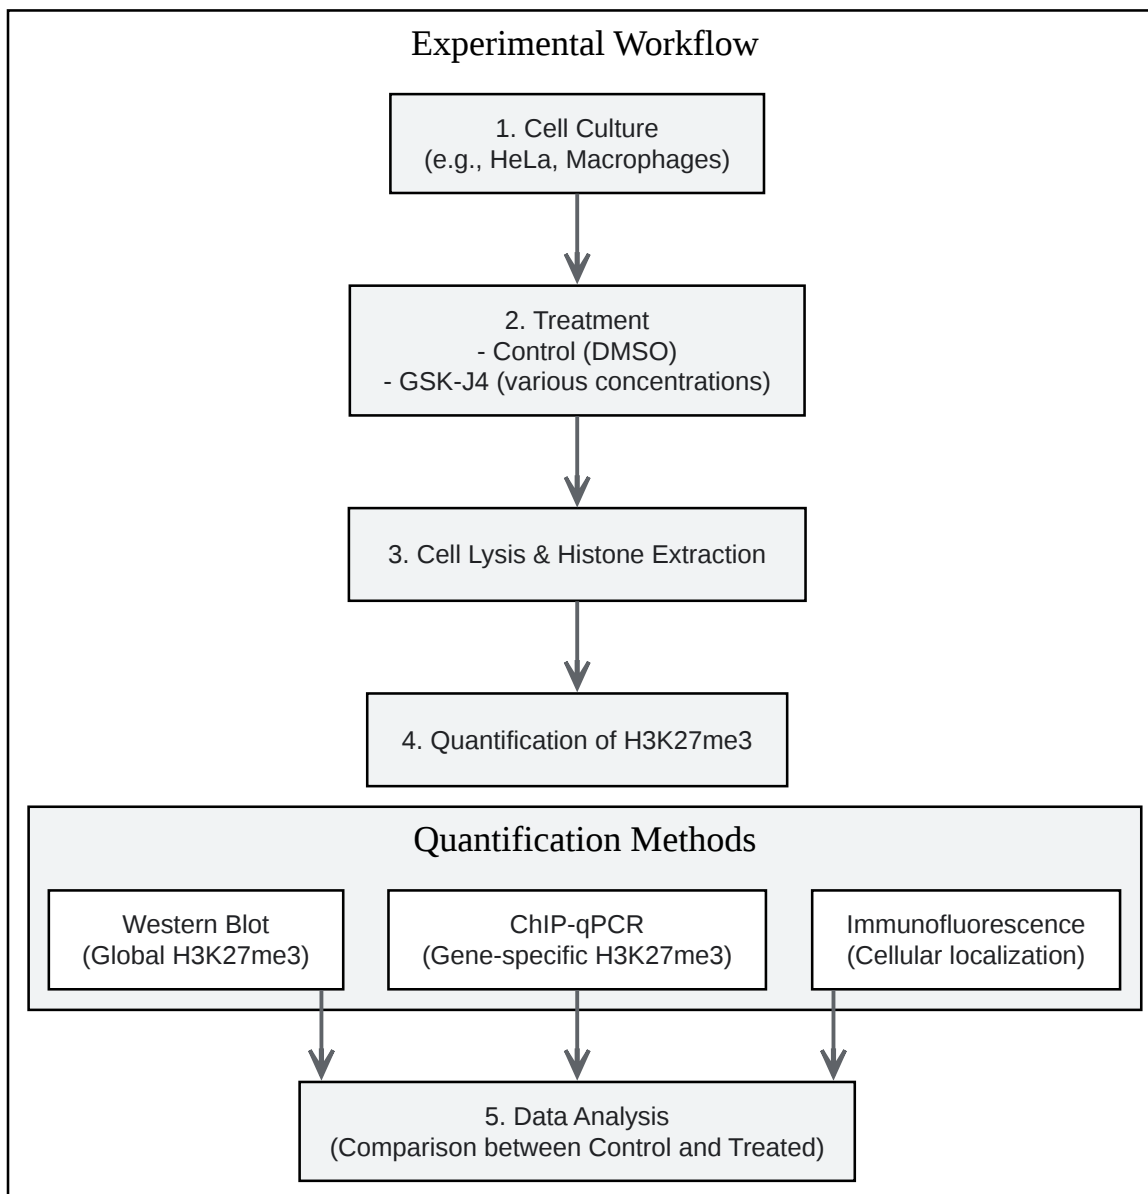 Experimental Workflow
1. Cell Culture
(e.g., HeLa, Macrophages)
2. Treatment
- Control (DMSO)
- GSK-J4 (various concentrations)
3. Cell Lysis & Histone Extraction
4. Quantification of H3K27me3
Quantification Methods
Western Blot
(Global H3K27me3)
ChIP-qPCR
(Gene-specific H3K27me3)
Immunofluorescence
(Cellular localization)
5. Data Analysis
(Comparison between Control and Treated)